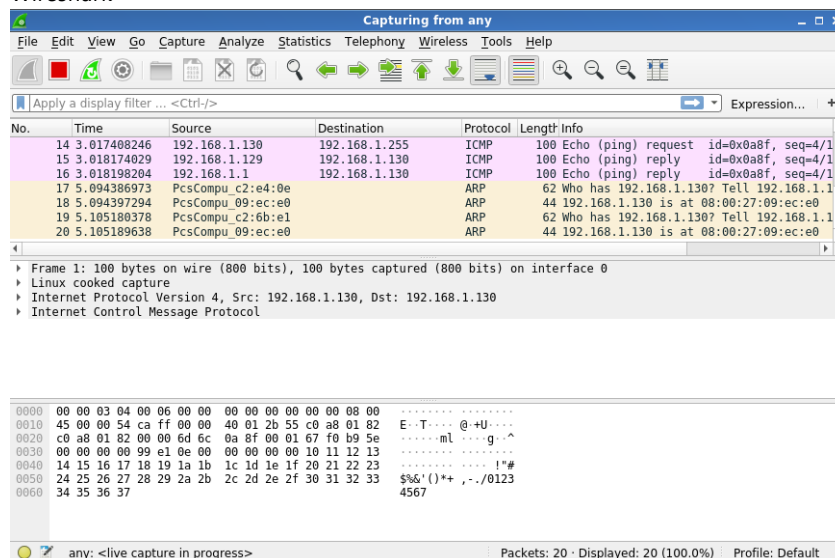 Capturing from any
File Edit View Go Capture Analyze Statistics Telephony Wireless Tools Help
Apply a display filter ... <Ctrl-/> Expression... +
No. Time Source Destination Protocol Length Info
14 3.017408246 192.168.1.130 192.168.1.255 ICMP 100 Echo (ping) request id=0x0a8f, seq=4/1
15 3.018174029 192.168.1.129 192.168.1.130 ICMP 100 Echo (ping) reply id=0x0a8f, seq=4/1
16 3.018198204 192.168.1.1 192.168.1.130 ICMP 100 Echo (ping) reply id=0x0a8f, seq=4/1
17 5.094386973 PcsCompu_c2:e4:0e ARP 62 Who has 192.168.1.130? Tell 192.168.1.1
18 5.094397294 PcsCompu_09:ec:e0 ARP 44 192.168.1.130 is at 08:00:27:09:ec:e0
19 5.105180378 PcsCompu_c2:6b:e1 ARP 62 Who has 192.168.1.130? Tell 192.168.1.1
20 5.105189638 PcsCompu_09:ec:e0 ARP 44 192.168.1.130 is at 08:00:27:09:ec:e0
Frame 1: 100 bytes on wire (800 bits), 100 bytes captured (800 bits) on interface 0
Linux cooked capture
Internet Protocol Version 4, Src: 192.168.1.130, Dst: 192.168.1.130
Internet Control Message Protocol
0000 00 00 03 04 00 06 00 00 00 00 00 00 00 00 08 00 ········ ········
0010 45 00 00 54 ca ff 00 00 40 01 2b 55 c0 a8 01 82 E··T···· @·+U····
0020 c0 a8 01 82 00 00 6d 6c 0a 8f 00 01 67 f0 b9 5e ······ml ····g··^
0030 00 00 00 00 99 e1 0e 00 00 00 00 00 10 11 12 13 ········ ········
0040 14 15 16 17 18 19 1a 1b 1c 1d 1e 1f 20 21 22 23 ········ ···· !"#
0050 24 25 26 27 28 29 2a 2b 2c 2d 2e 2f 30 31 32 33 $%&'()*+ ,-./0123
0060 34 35 36 37 4567
any: <live capture in progress> Packets: 20 · Displayed: 20 (100.0%) Profile: Default